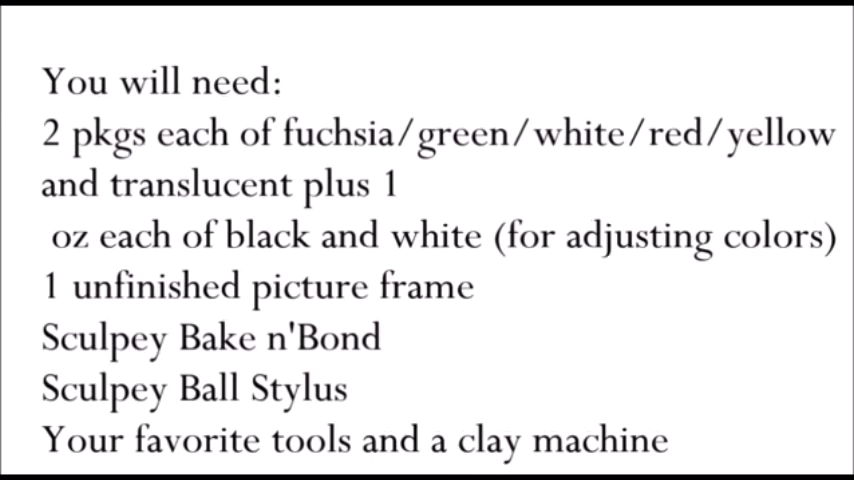 You will need:
2 pkgs each of fuchsia/green/white/red/yellow
and translucent plus 1
oz each of black and white (for adjusting colors)
1 unfinished picture frame
Sculpey Bake n'Bond
Sculpey Ball Stylus
Your favorite tools and a clay machine